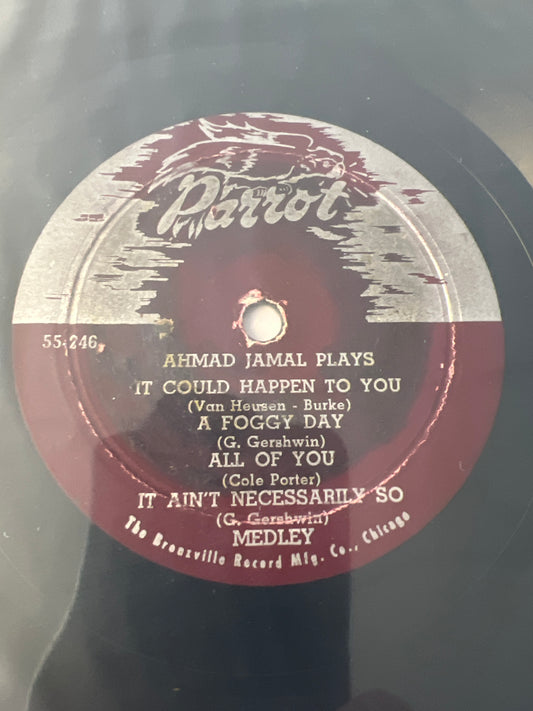 Parrot
55-246
AHMAD JAMAL PLAYS
IT COULD HAPPEN TO YOU
(Van Heusen - Burke)
A FOGGY DAY
(G. Gershwin)
ALL OF YOU
(Cole Porter)
IT AIN'T NECESSARILY SO
(G. Gershwin)
MEDLEY
The Bronzville Record Mfg. Co., Chicago